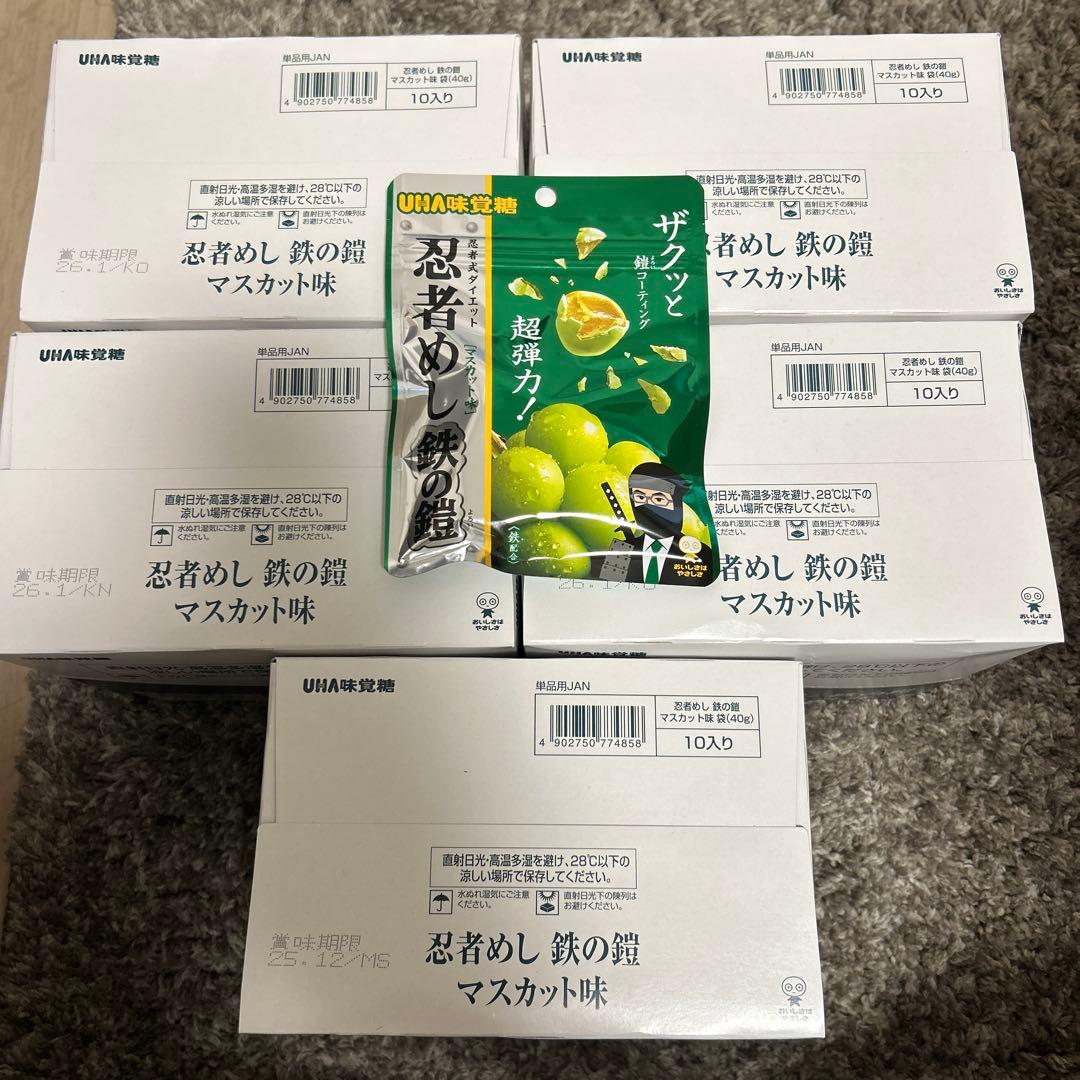 UHA味覚糖
単品用JAN
4 902750 774858
忍者めし 鉄の鎧
マスカット味 袋(40g)
10入り
直射日光・高温多湿を避け、28℃以下の
涼しい場所で保存してください。
水ぬれ湿気にご注意
ください。
直射日光下の陳列は
お避けください。
賞味期限
26.1/KO
忍者めし 鉄の鎧
マスカット味
UHA味覚糖
単品用JAN
4 902750 774858
忍者めし 鉄の鎧
マスカット味 袋(40g)
10入り
射日光・高温多湿を避け、28℃以下の
涼しい場所で保存してください。
水ぬれ湿気にご注意
ください。
直射日光下の陳列は
お避けください。
者めし 鉄の鎧
マスカット味
おいしさは
やさしさ
UHA味覚糖
忍者式ダイエット
忍者めし 鉄の鎧
よろい
[マスカット味]
ザクッと
鎧コーティング
よろい
超弾力!
〈鉄配合〉
おいしさは
やさしさ
UHA味覚糖
単品用JAN
4 902750 774858
直射日光・高温多湿を避け、28℃以下の
涼しい場所で保存してください。
水ぬれ湿気にご注意
ください。
直射日光下の陳列は
お避けください。
賞味期限
26.1/KN
忍者めし 鉄の鎧
マスカット味
おいしさは
やさしさ
単品用JAN
4 902750 774858
忍者めし 鉄の鎧
マスカット味 袋(40g)
10入り
射日光・高温多湿を避け、28℃以下の
涼しい場所で保存してください。
水ぬれ湿気にご注意
ください。
直射日光下の陳列は
お避けください。
26.1/KO
者めし 鉄の鎧
マスカット味
おいしさは
やさしさ
UHA味覚糖
単品用JAN
4 902750 774858
忍者めし 鉄の鎧
マスカット味 袋(40g)
10入り
直射日光・高温多湿を避け、28℃以下の
涼しい場所で保存してください。
水ぬれ湿気にご注意
ください。
直射日光下の陳列は
お避けください。
賞味期限
25.12/MS
忍者めし 鉄の鎧
マスカット味
おいしさは
やさしさ